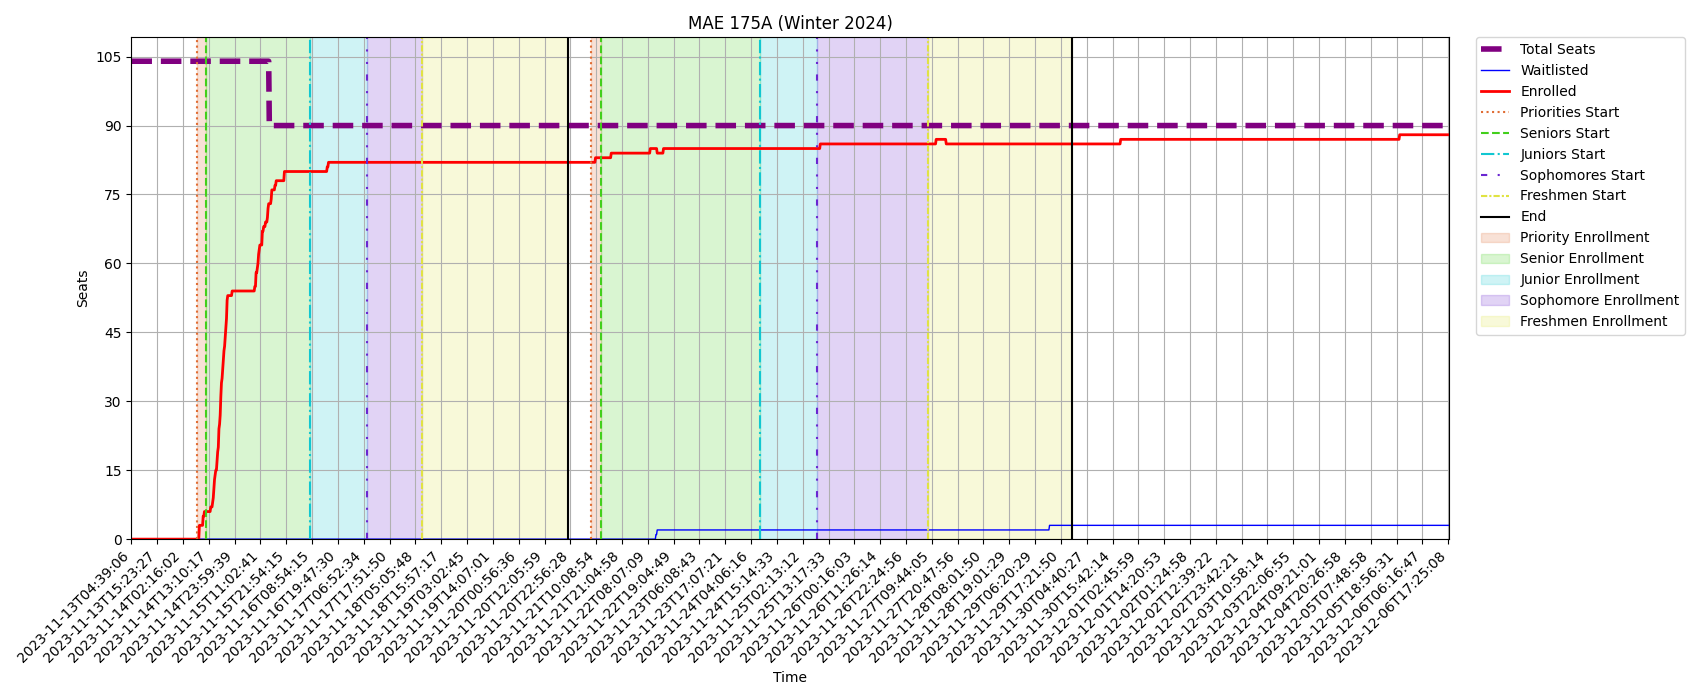 MAE 175A (Winter 2024)
Seats
105
90
75
60
45
30
15
0
2023-11-13T04:39:06
2023-11-13T15:23:27
2023-11-14T02:16:02
2023-11-14T13:10:17
2023-11-14T23:59:39
2023-11-15T11:02:41
2023-11-15T21:54:15
2023-11-16T08:54:15
2023-11-16T19:47:30
2023-11-17T06:52:34
2023-11-17T17:51:50
2023-11-18T05:05:48
2023-11-18T15:57:17
2023-11-19T03:02:45
2023-11-19T14:07:01
2023-11-20T00:56:36
2023-11-20T12:05:59
2023-11-20T22:56:28
2023-11-21T10:08:54
2023-11-21T21:04:58
2023-11-22T08:07:09
2023-11-22T19:04:49
2023-11-23T06:08:43
2023-11-23T17:07:21
2023-11-24T04:06:16
2023-11-24T15:14:33
2023-11-25T02:13:12
2023-11-25T13:17:33
2023-11-26T00:16:03
2023-11-26T11:26:14
2023-11-26T22:24:56
2023-11-27T09:44:05
2023-11-27T20:47:56
2023-11-28T08:01:50
2023-11-28T19:01:29
2023-11-29T06:20:29
2023-11-29T17:21:50
2023-11-30T04:40:27
2023-11-30T15:42:14
2023-12-01T02:45:59
2023-12-01T14:20:53
2023-12-02T01:24:58
2023-12-02T12:39:22
2023-12-02T23:42:21
2023-12-03T10:58:14
2023-12-03T22:06:55
2023-12-04T09:21:01
2023-12-04T20:26:58
2023-12-05T07:48:58
2023-12-05T18:56:31
2023-12-06T06:16:47
2023-12-06T17:25:08
Time
Total Seats
Waitlisted
Enrolled
Priorities Start
Seniors Start
Juniors Start
Sophomores Start
Freshmen Start
End
Priority Enrollment
Senior Enrollment
Junior Enrollment
Sophomore Enrollment
Freshmen Enrollment